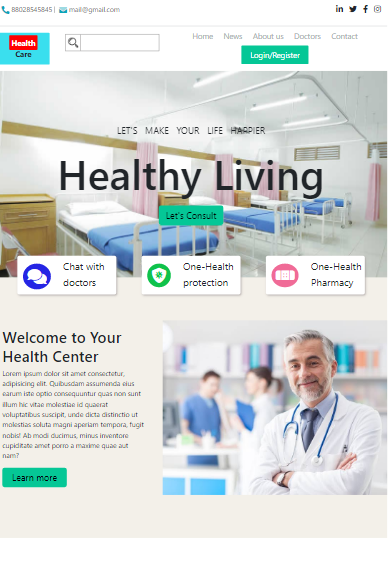 88028545845 | mail@gmail.com
Health
Care
Home News About us Doctors Contact
Login/Register
LET'S MAKE YOUR LIFE HAPPIER
Healthy Living
Let's Consult
Chat with
doctors
One-Health
protection
One-Health
Pharmacy
Welcome to Your
Health Center
Lorem ipsum dolor sit amet consectetur,
adipisicing elit. Quibusdam assumenda eius
earum iste optio consequuntur quas non sunt
illum hic vitae molestiae id quaerat
voluptatibus suscipit, unde dicta distinctio ut
molestias soluta magni aperiam tempora, fugit
nobis! Ab modi ducimus, minus inventore
cupiditate amet porro a maxime quae aut
nam?
Learn more